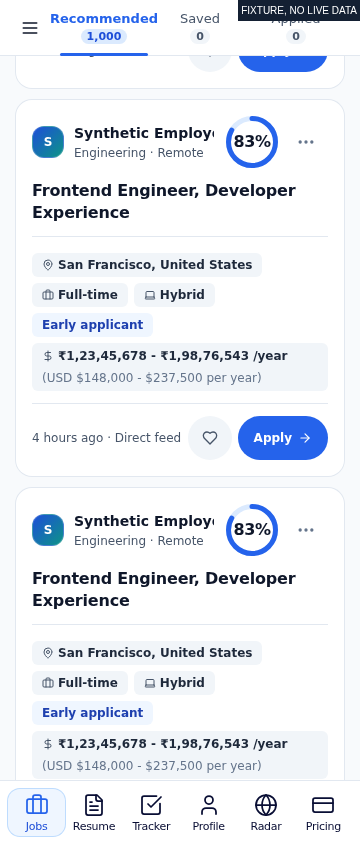 FIXTURE, NO LIVE DATA
Recommended
1,000
Saved
0
Applied
0
S
Synthetic Employe
83%
Engineering · Remote
Frontend Engineer, Developer
Experience
San Francisco, United States
Full-time
Hybrid
Early applicant
₹1,23,45,678 - ₹1,98,76,543 /year
(USD $148,000 - $237,500 per year)
4 hours ago · Direct feed
Apply
S
Synthetic Employe
83%
Engineering · Remote
Frontend Engineer, Developer
Experience
San Francisco, United States
Full-time
Hybrid
Early applicant
₹1,23,45,678 - ₹1,98,76,543 /year
(USD $148,000 - $237,500 per year)
Jobs
Resume
Tracker
Profile
Radar
Pricing